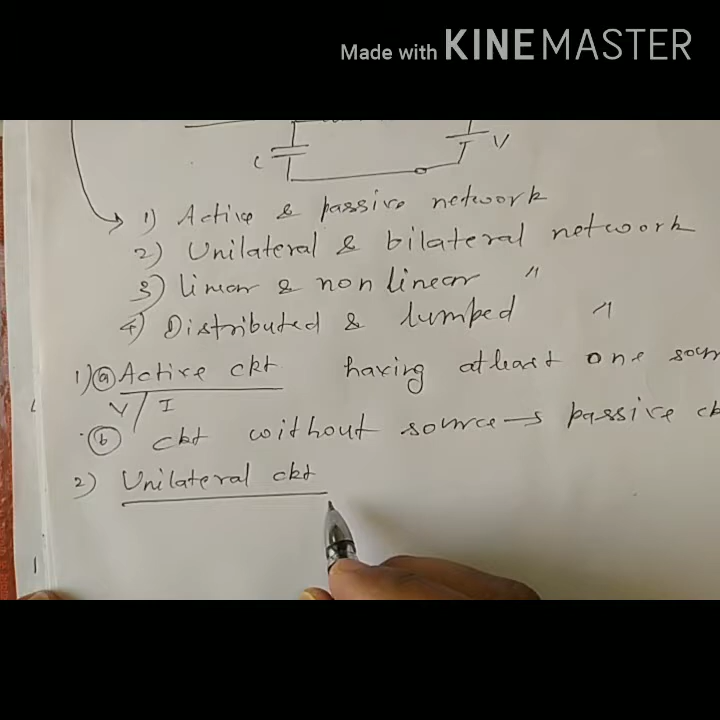 Made with KINEMASTER
C V
1) Active & passive network
2) Unilateral & bilateral network
3) linear & non linear "
4) Distributed & lumped "
1) (a) Active ckt having atleast one sour
V/I
(b) ckt without source → passive ck
2) Unilateral ckt